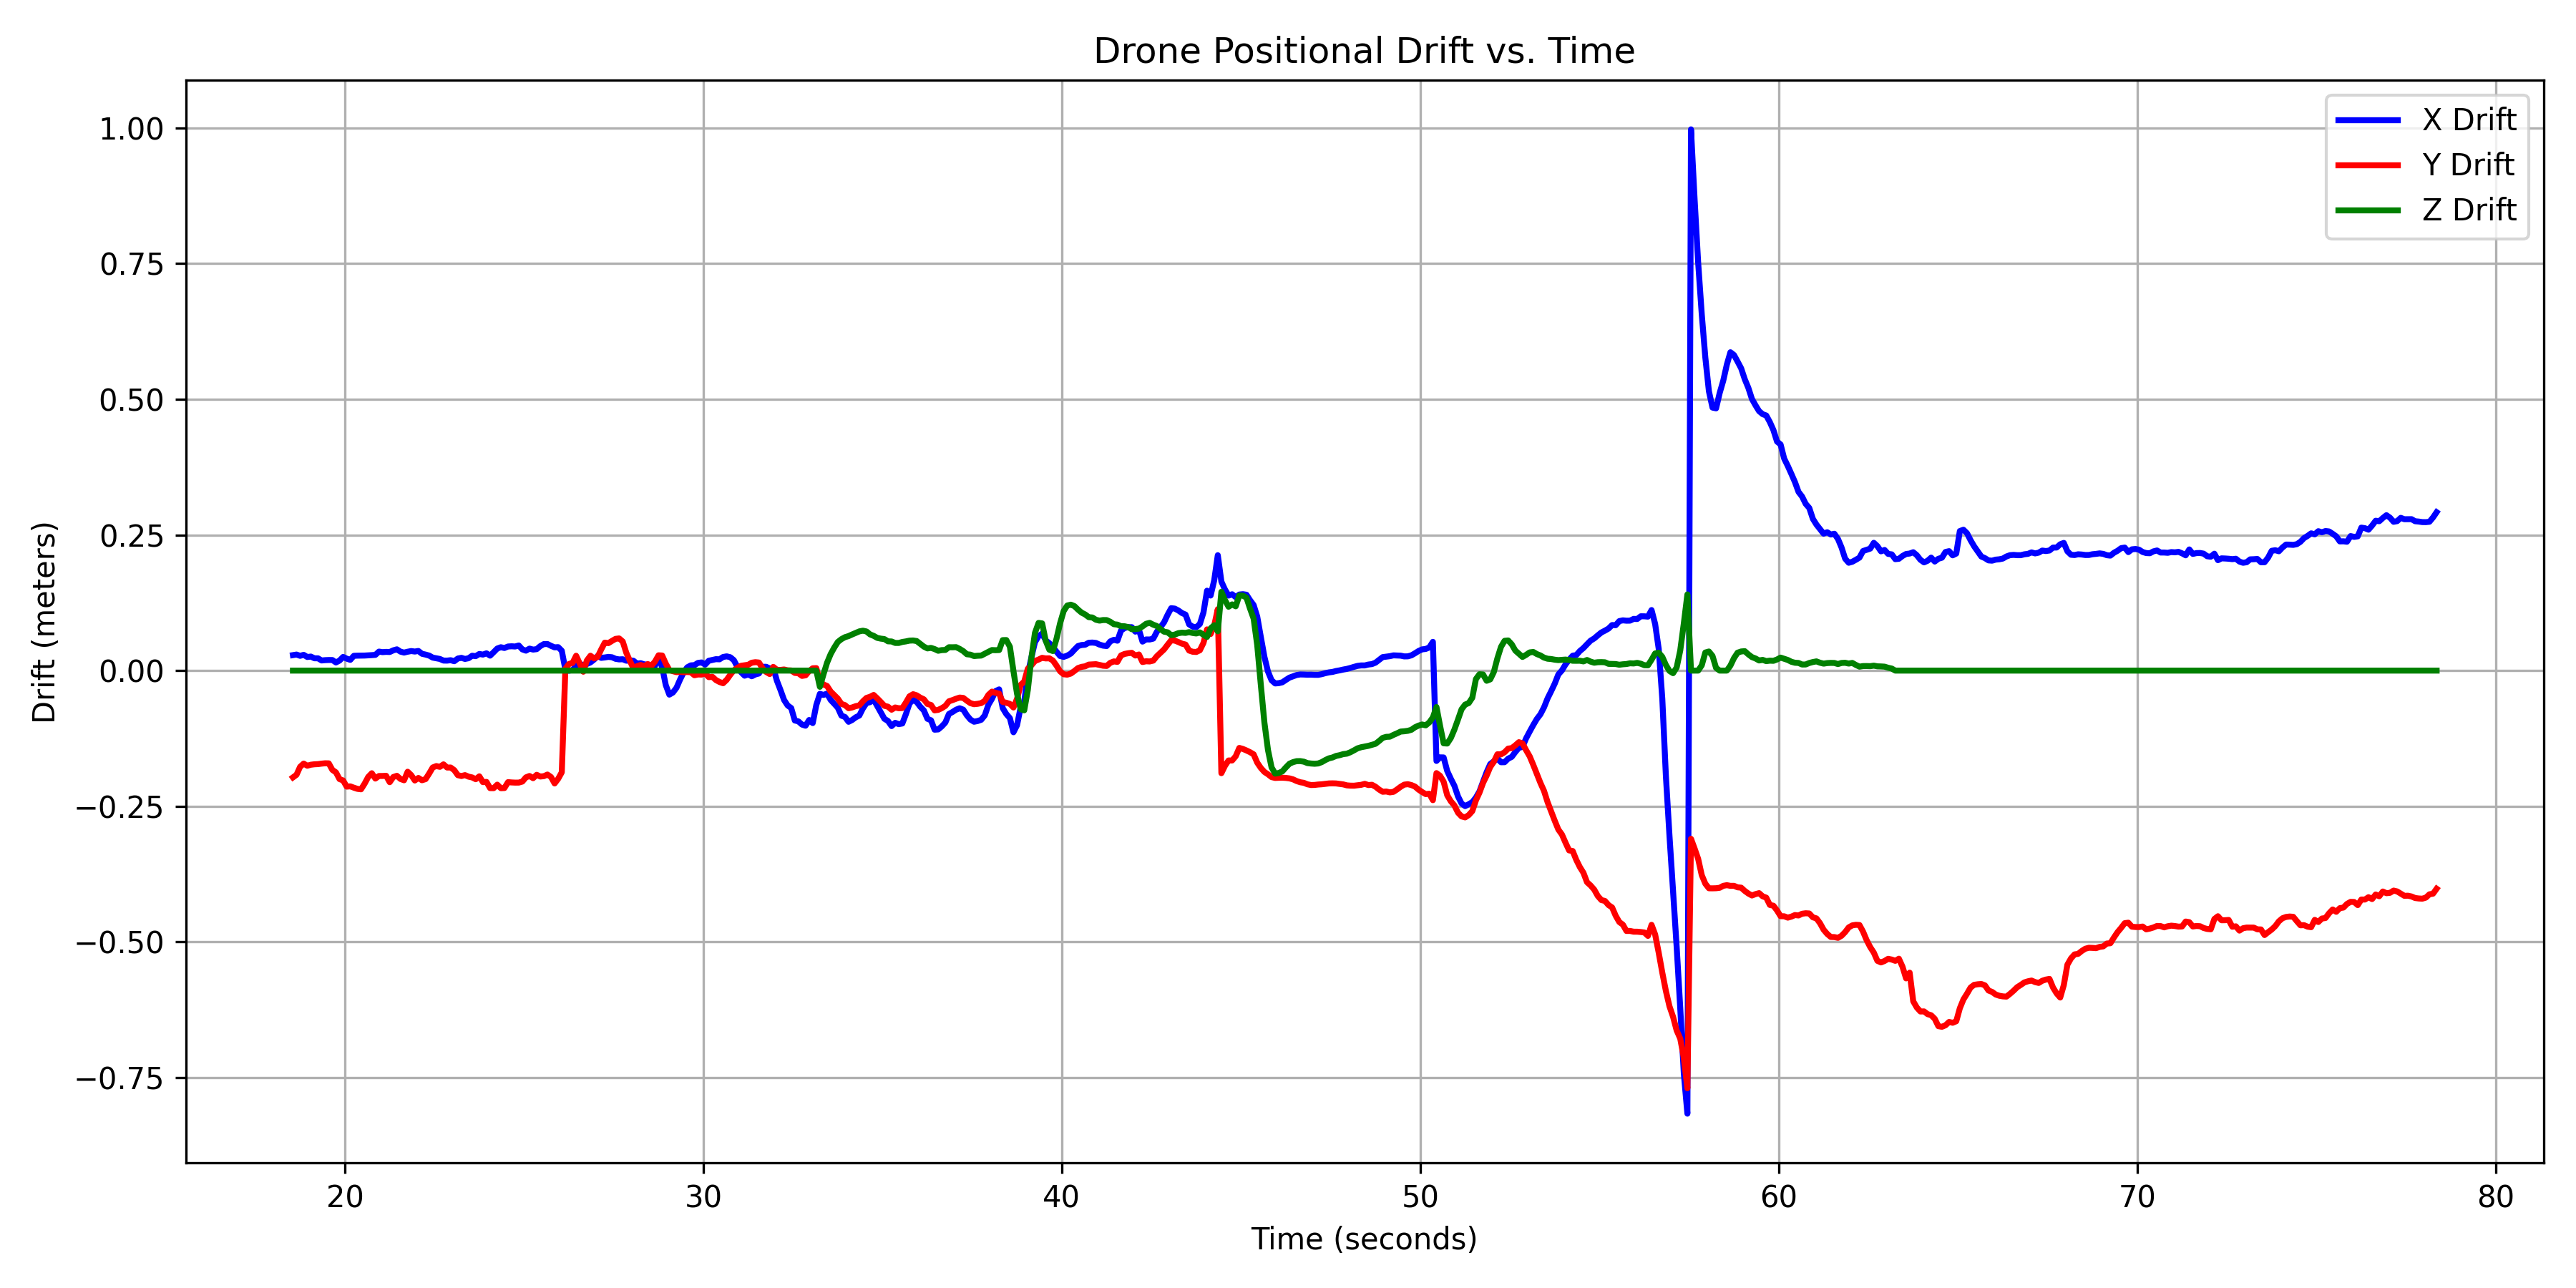 Drone Positional Drift vs. Time
X Drift
Y Drift
Z Drift
Drift (meters)
1.00
0.75
0.50
0.25
0.00
−0.25
−0.50
−0.75
20 30 40 50 60 70 80
Time (seconds)